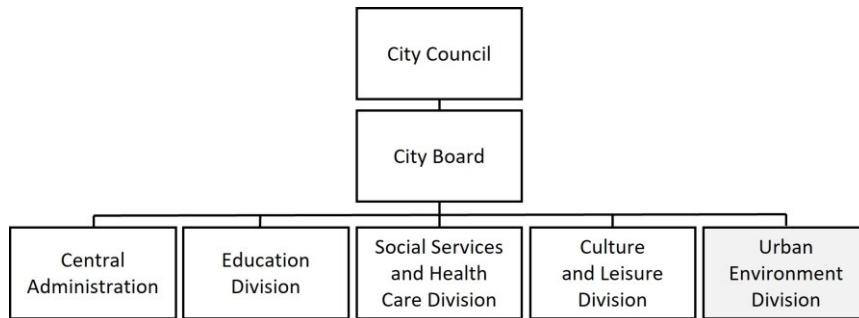 City Council
City Board
Central
Administration
Education
Division
Social Services
and Health
Care Division
Culture
and Leisure
Division
Urban
Environment
Division